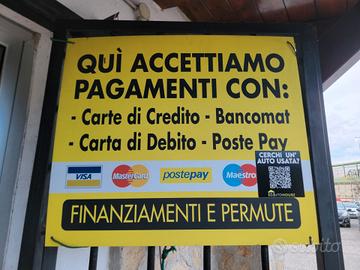 QUÌ ACCETTIAMO
PAGAMENTI CON:
- Carte di Credito - Bancomat
- Carta di Debito - Poste Pay
CERCHI UN'
AUTO USATA?
VISA
MasterCard
postepay
Maestro
FINANZIAMENTI E PERMUTE
subito